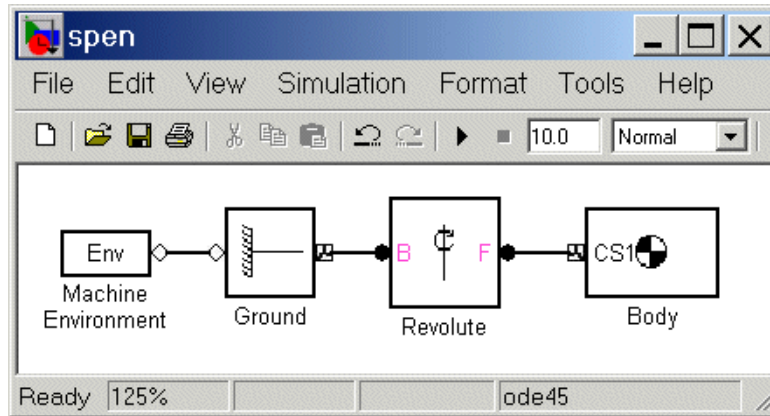 spen
File Edit View Simulation Format Tools Help
10.0 Normal
Env B F CS1
Machine
Environment
Ground
Revolute
Body
Ready 125% ode45